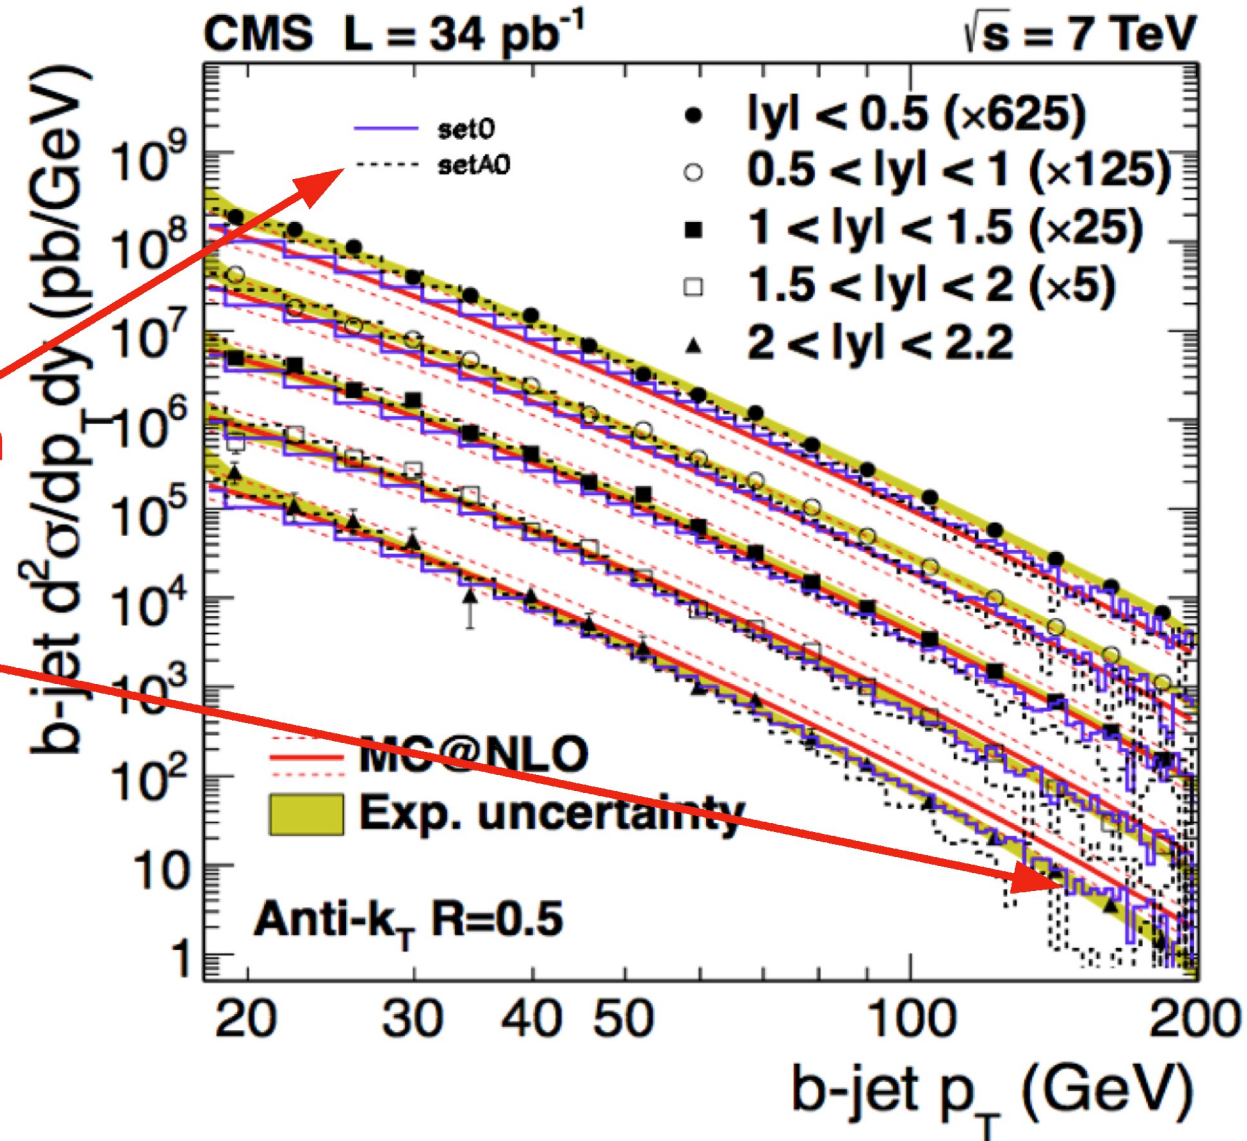 CMS L = 34 pb⁻¹ √s = 7 TeV
set0
setA0
|y| < 0.5 (×625)
0.5 < |y| < 1 (×125)
1 < |y| < 1.5 (×25)
1.5 < |y| < 2 (×5)
2 < |y| < 2.2
b-jet d²σ/dp_T dy (pb/GeV)
10⁹
10⁸
10⁷
10⁶
10⁵
10⁴
10³
10²
10
1
MC@NLO
Exp. uncertainty
Anti-k_T R=0.5
20 30 40 50 100 200
b-jet p_T (GeV)